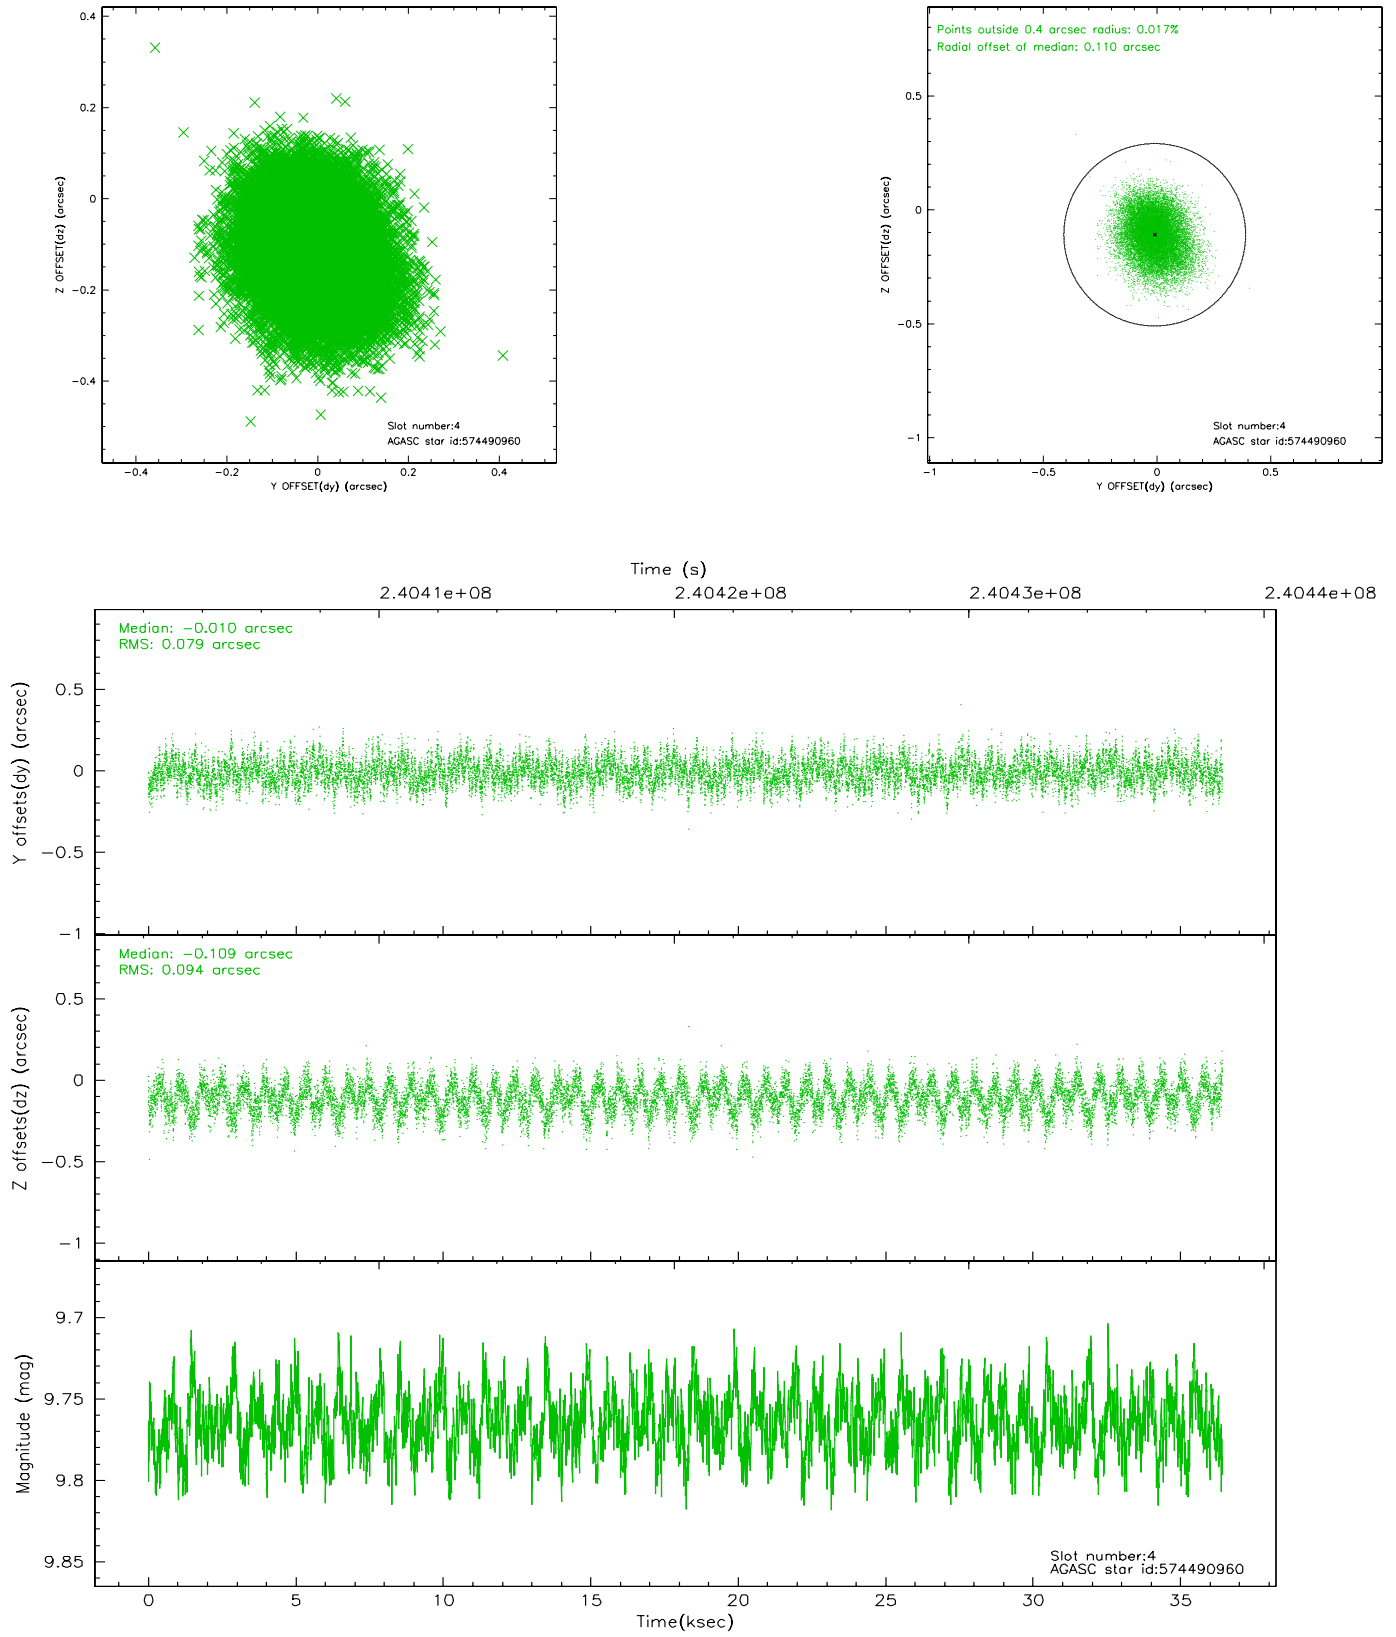 0.4
0.2
0
−0.2
−0.4
Z OFFSET(dz) (arcsec)
Slot number:4
AGASC star id:574490960
−0.4 −0.2 0 0.2 0.4
Y OFFSET(dy) (arcsec)
Points outside 0.4 arcsec radius: 0.017%
Radial offset of median: 0.110 arcsec
0.5
0
−0.5
−1
Z OFFSET(dz) (arcsec)
Slot number:4
AGASC star id:574490960
−1 −0.5 0 0.5
Y OFFSET(dy) (arcsec)
Time (s)
2.4041e+08 2.4042e+08 2.4043e+08 2.4044e+08
Median: −0.010 arcsec
RMS: 0.079 arcsec
0.5
0
−0.5
−1
Y offsets(dy) (arcsec)
Median: −0.109 arcsec
RMS: 0.094 arcsec
0.5
0
−0.5
−1
Z offsets(dz) (arcsec)
9.7
9.75
9.8
9.85
Magnitude (mag)
Slot number:4
AGASC star id:574490960
0 5 10 15 20 25 30 35
Time(ksec)